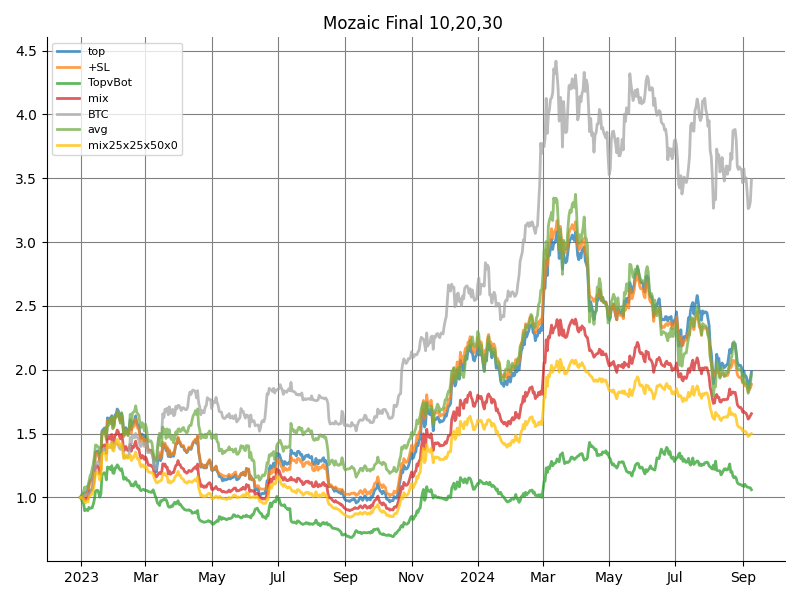 Mozaic Final 10,20,30
top
+SL
TopvBot
mix
BTC
avg
mix25x25x50x0
4.5
4.0
3.5
3.0
2.5
2.0
1.5
1.0
2023 Mar May Jul Sep Nov 2024 Mar May Jul Sep